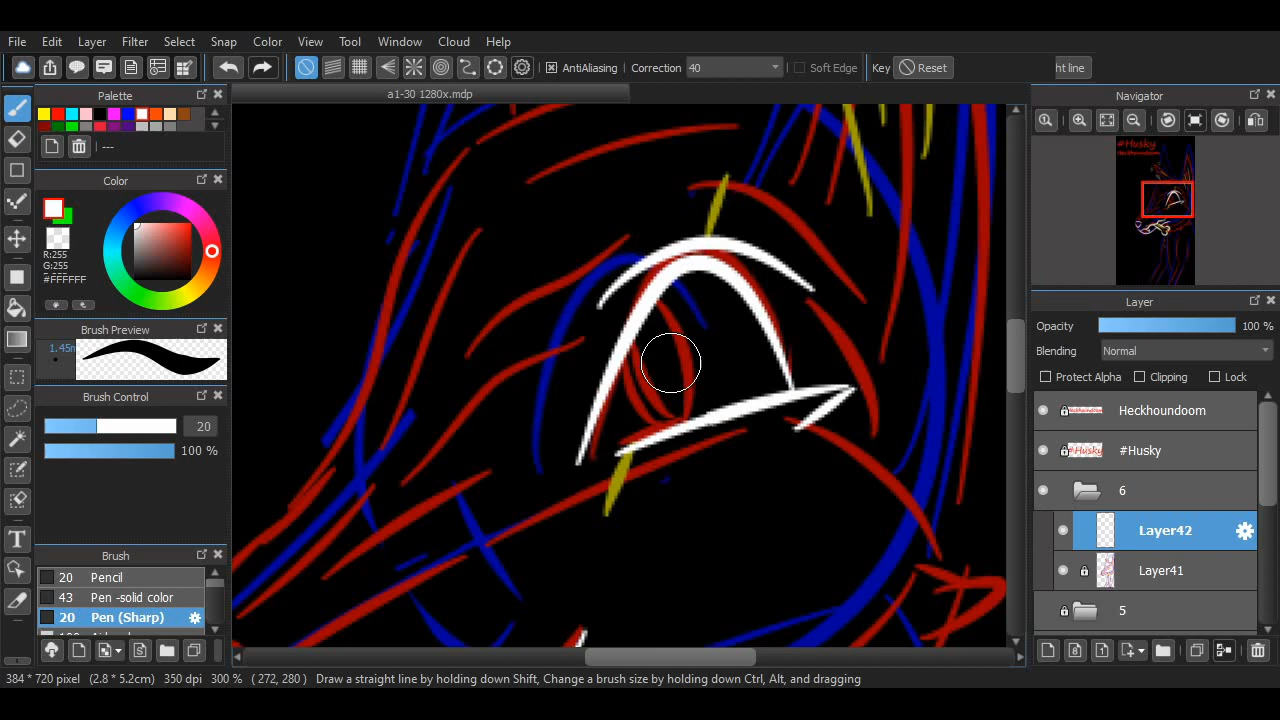 File Edit Layer Filter Select Snap Color View Tool Window Cloud Help
AntiAliasing Correction 40 Soft Edge Key Reset ht line
Palette
a1-30 1280x.mdp
Navigator
#Husky
Heckhoundoom
---
Color
R:255
G:255
#FFFFFF
Layer
Opacity 100 %
Brush Preview
Blending Normal
1.45m
Protect Alpha Clipping Lock
Brush Control
Heckhoundoom
20
100 %
#Husky
6
Layer42
Brush
Layer41
20 Pencil
43 Pen -solid color
20 Pen (Sharp)
5
384 * 720 pixel (2.8 * 5.2cm) 350 dpi 300 % ( 272, 280 ) Draw a straight line by holding down Shift, Change a brush size by holding down Ctrl, Alt, and dragging